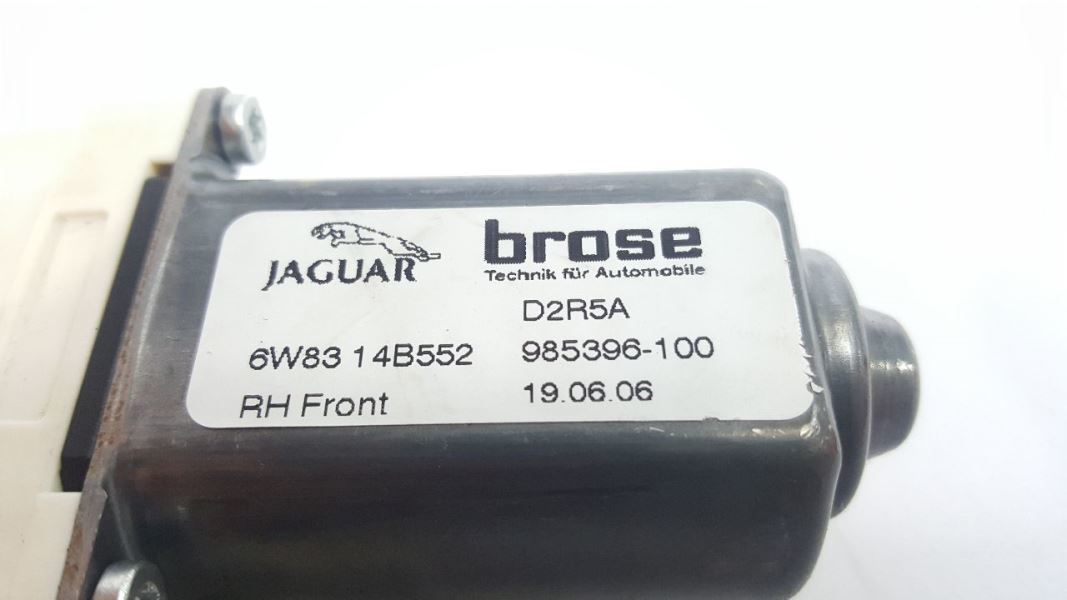 JAGUAR
brose
Technik für Automobile
D2R5A
6W83 14B552 985396-100
RH Front 19.06.06